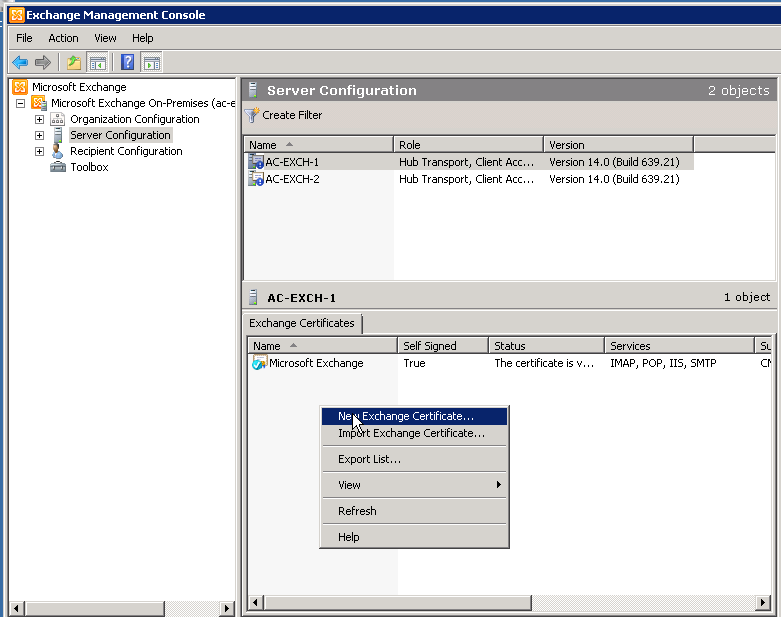 Exchange Management Console
File Action View Help
Microsoft Exchange
Microsoft Exchange On-Premises (ac-e
Organization Configuration
Server Configuration
Recipient Configuration
Toolbox
Server Configuration 2 objects
Create Filter
Name Role Version
AC-EXCH-1 Hub Transport, Client Acc... Version 14.0 (Build 639.21)
AC-EXCH-2 Hub Transport, Client Acc... Version 14.0 (Build 639.21)
AC-EXCH-1 1 object
Exchange Certificates
Name Self Signed Status Services Su
Microsoft Exchange True The certificate is v... IMAP, POP, IIS, SMTP CN
New Exchange Certificate...
Import Exchange Certificate...
Export List...
View
Refresh
Help